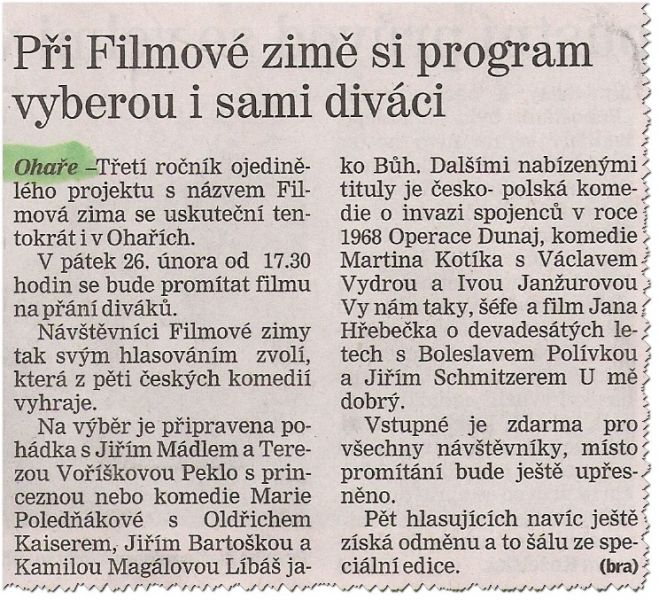 Při Filmové zimě si program
vyberou i sami diváci
Ohaře –Třetí ročník ojedině-
lého projektu s názvem Fil-
mová zima se uskuteční ten-
tokrát i v Ohařích.
V pátek 26. února od 17.30
hodin se bude promítat filmu
na přání diváků.
Návštěvníci Filmové zimy
tak svým hlasováním zvolí,
která z pěti českých komedií
vyhraje.
Na výběr je připravena po-
hádka s Jiřím Mádlem a Tere-
zou Voříškovou Peklo s prin-
ceznou nebo komedie Marie
Poledňákové s Oldřichem
Kaiserem, Jiřím Bartoškou a
Kamilou Magálovou Líbáš ja-
ko Bůh. Dalšími nabízenými
tituly je česko- polská kome-
die o invazi spojenců v roce
1968 Operace Dunaj, komedie
Martina Kotíka s Václavem
Vydrou a Ivou Janžurovou
Vy nám taky, šéfe a film Jana
Hřebečka o devadesátých le-
tech s Boleslavem Polívkou
a Jiřím Schmitzerem U mě
dobrý.
Vstupné je zdarma pro
všechny návštěvníky, místo
promítání bude ještě upřes-
něno.
Pět hlasujících navíc ještě
získá odměnu a to šálu ze spe-
ciální edice. (bra)